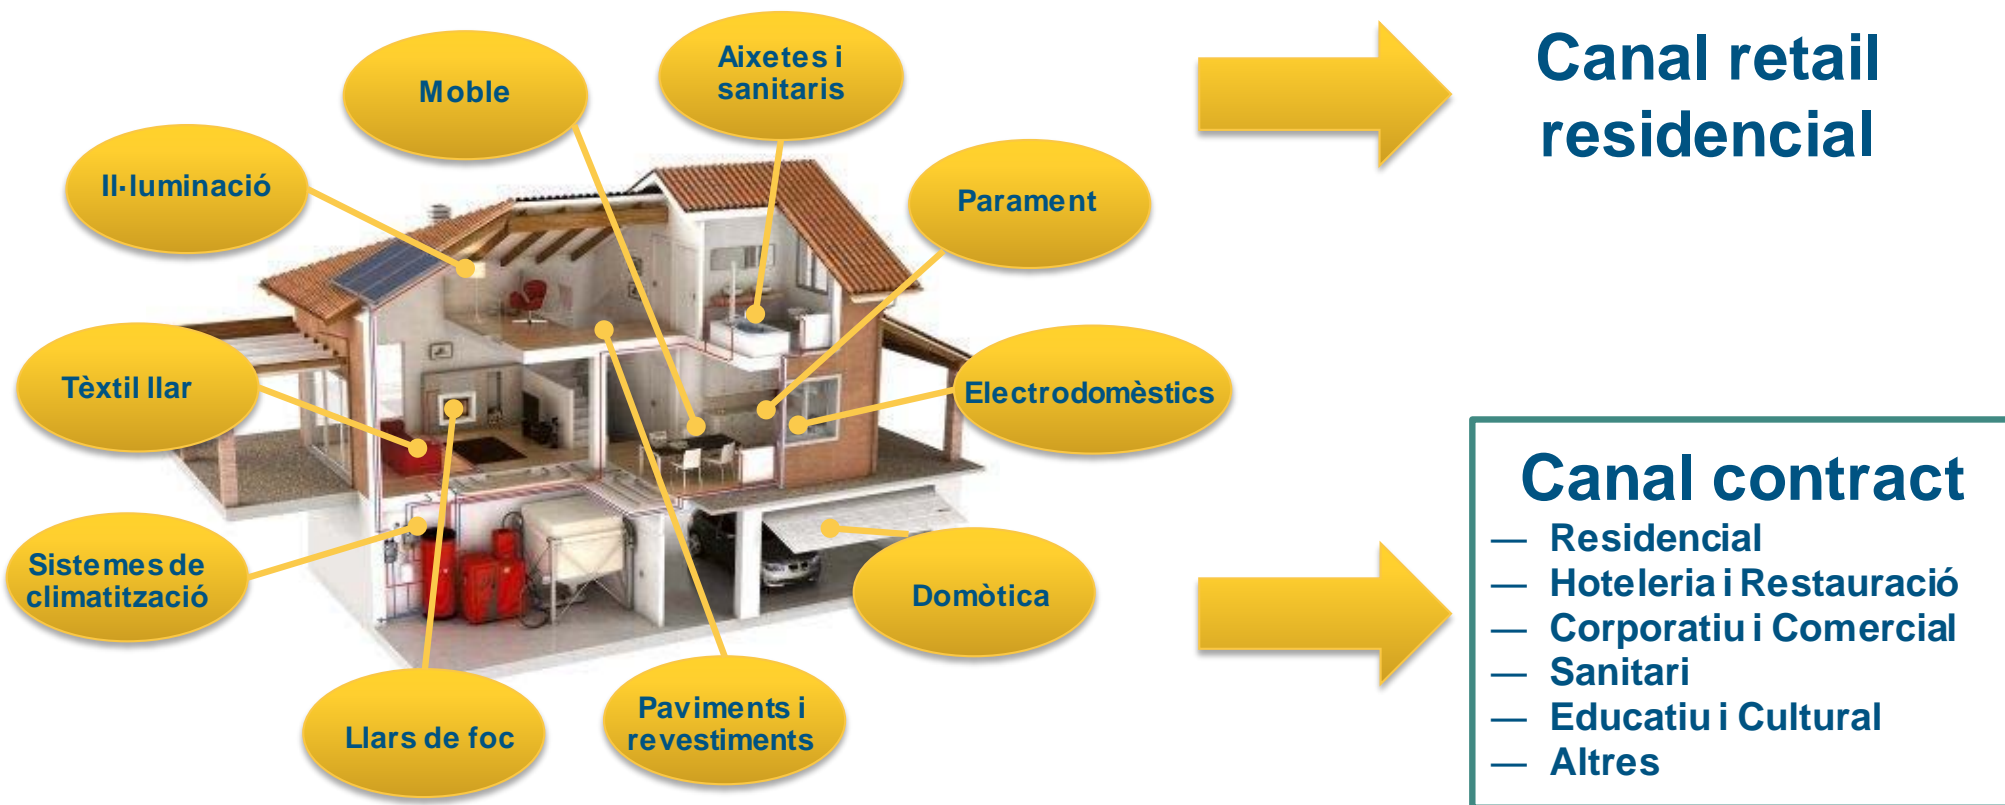 Aixetes i
sanitaris
Moble
Il·luminació
Parament
Tèxtil llar
Electrodomèstics
Sistemes de
climatització
Domòtica
Llars de foc
Paviments i
revestiments
Canal retail
residencial
Canal contract
— Residencial
— Hoteleria i Restauració
— Corporatiu i Comercial
— Sanitari
— Educatiu i Cultural
— Altres